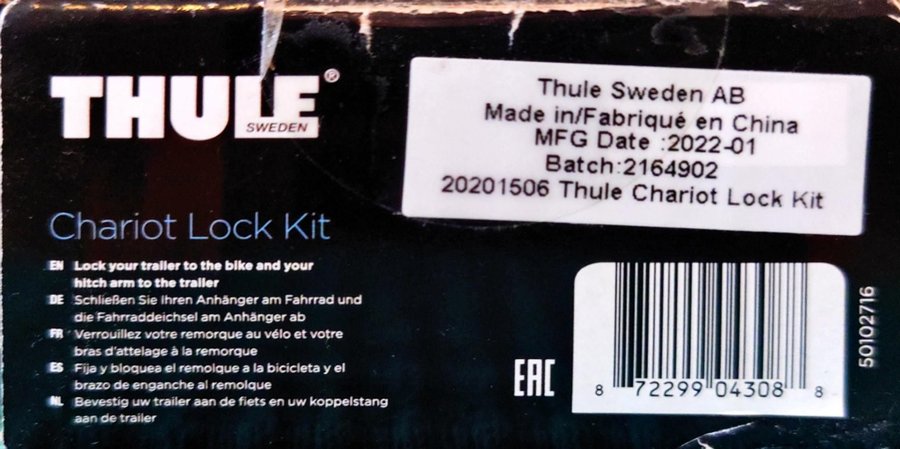 THULE®
SWEDEN
Thule Sweden AB
Made in/Fabriqué en China
MFG Date :2022-01
Batch:2164902
20201506 Thule Chariot Lock Kit
Chariot Lock Kit
EN Lock your trailer to the bike and your
hitch arm to the trailer
DE Schließen Sie Ihren Anhänger am Fahrrad und
die Fahrraddeichsel am Anhänger ab
FR Verrouillez votre remorque au vélo et votre
bras d'attelage à la remorque
ES Fija y bloquea el remolque a la bicicleta y el
brazo de enganche al remolque
NL Bevestig uw trailer aan de fiets en uw koppelstang
aan de trailer
EAC
8 72299 04308 8
50102716